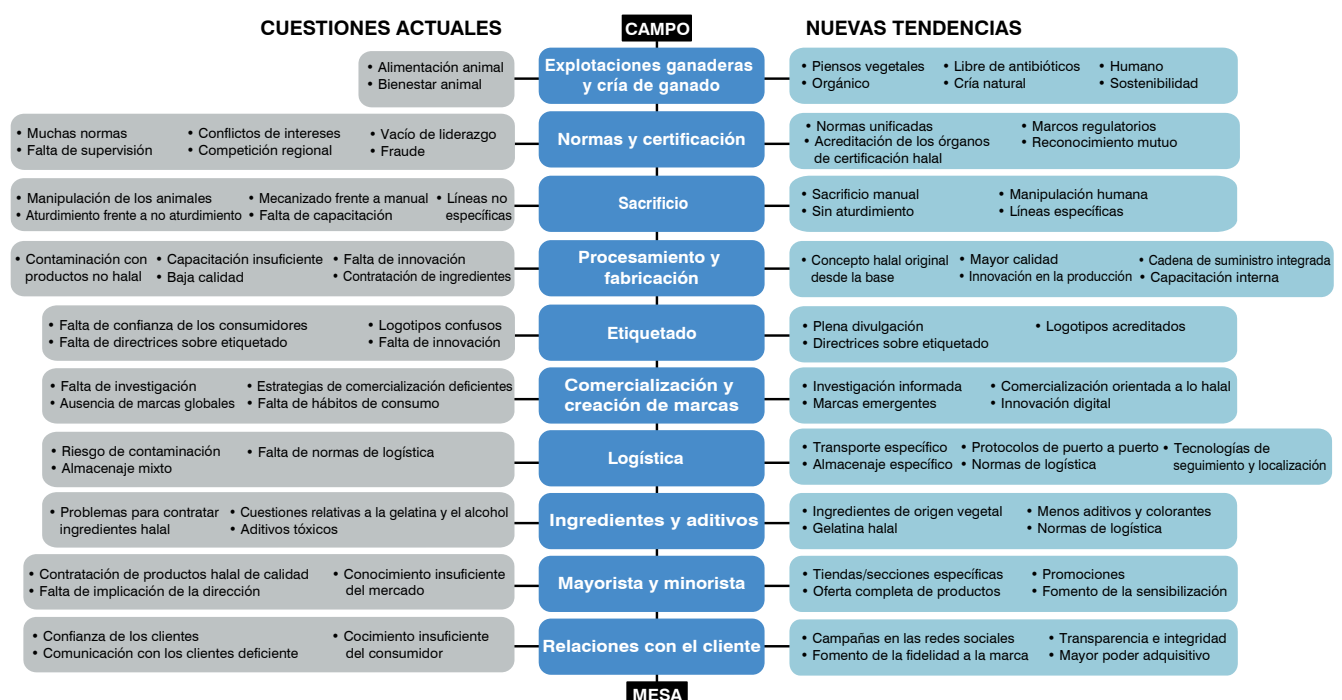 CUESTIONES ACTUALES
CAMPO
NUEVAS TENDENCIAS
• Alimentación animal
• Bienestar animal
Explotaciones ganaderas
y cría de ganado
• Piensos vegetales • Libre de antibióticos • Humano
• Orgánico • Cría natural • Sostenibilidad
• Muchas normas • Conflictos de intereses • Vacío de liderazgo
• Falta de supervisión • Competición regional • Fraude
Normas y certificación
• Normas unificadas • Marcos regulatorios
• Acreditación de los órganos • Reconocimiento mutuo
de certificación halal
• Manipulación de los animales • Mecanizado frente a manual • Líneas no
• Aturdimiento frente a no aturdimiento • Falta de capacitación específicas
Sacrificio
• Sacrificio manual • Manipulación humana
• Sin aturdimiento • Líneas específicas
• Contaminación con • Capacitación insuficiente • Falta de innovación
productos no halal • Baja calidad • Contratación de ingredientes
Procesamiento y
fabricación
• Concepto halal original • Mayor calidad • Cadena de suministro integrada
desde la base • Innovación en la producción • Capacitación interna
• Falta de confianza de los consumidores • Logotipos confusos
• Falta de directrices sobre etiquetado • Falta de innovación
Etiquetado
• Plena divulgación • Logotipos acreditados
• Directrices sobre etiquetado
• Falta de investigación • Estrategias de comercialización deficientes
• Ausencia de marcas globales • Falta de hábitos de consumo
Comercialización y
creación de marcas
• Investigación informada • Comercialización orientada a lo halal
• Marcas emergentes • Innovación digital
• Riesgo de contaminación • Falta de normas de logística
• Almacenaje mixto
Logística
• Transporte específico • Protocolos de puerto a puerto • Tecnologías de
• Almacenaje específico • Normas de logística seguimiento y localización
• Problemas para contratar • Cuestiones relativas a la gelatina y el alcohol
ingredientes halal • Aditivos tóxicos
Ingredientes y aditivos
• Ingredientes de origen vegetal • Menos aditivos y colorantes
• Gelatina halal • Normas de logística
• Contratación de productos halal de calidad • Conocimiento insuficiente
• Falta de implicación de la dirección del mercado
Mayorista y minorista
• Tiendas/secciones específicas • Promociones
• Oferta completa de productos • Fomento de la sensibilización
• Confianza de los clientes • Cocimiento insuficiente
• Comunicación con los clientes deficiente del consumidor
Relaciones con el cliente
• Campañas en las redes sociales • Transparencia e integridad
• Fomento de la fidelidad a la marca • Mayor poder adquisitivo
MESA